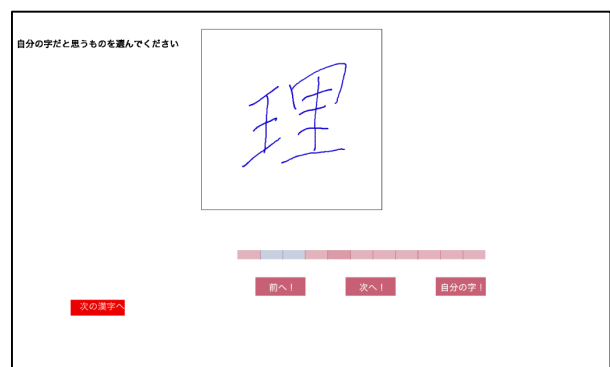 自分の字だと思うものを選んでください
理
前へ！
次へ！
自分の字！
次の漢字へ